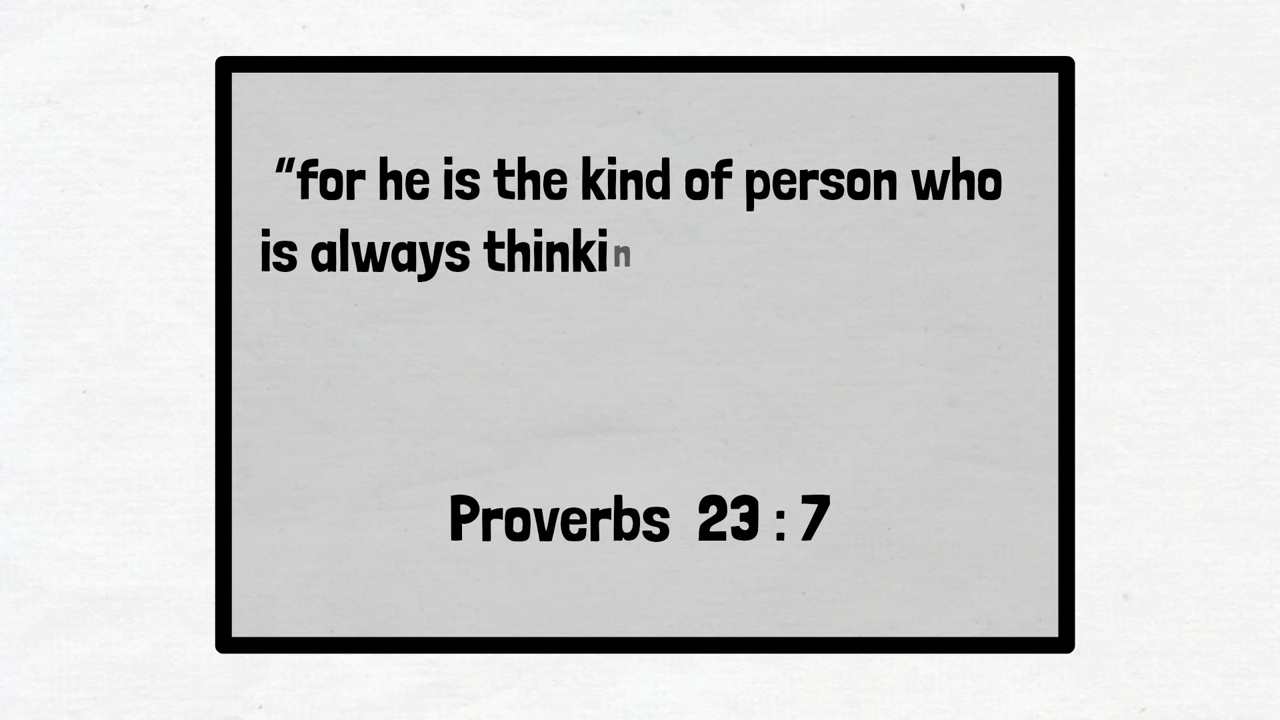 “for he is the kind of person who
is always thinkin
Proverbs 23 : 7